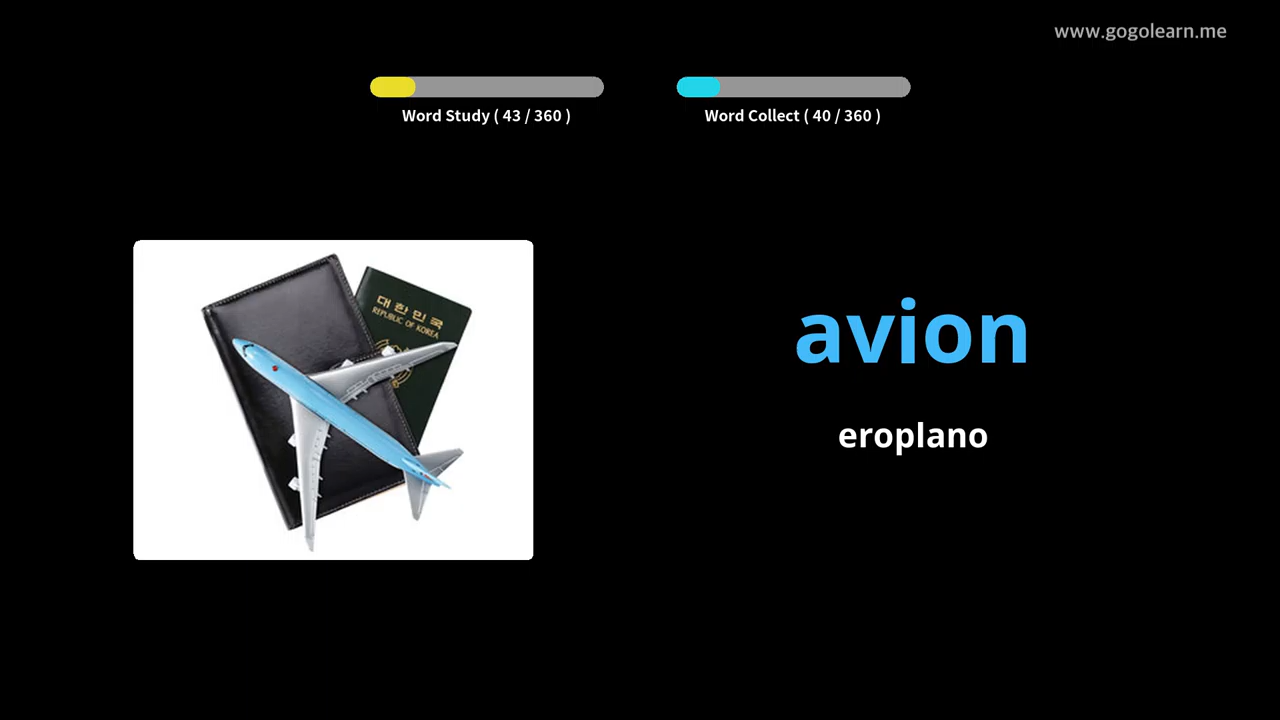 www.gogolearn.me
Word Study ( 43 / 360 )
Word Collect ( 40 / 360 )
대한민국
REPUBLIC OF KOREA
avion
eroplano